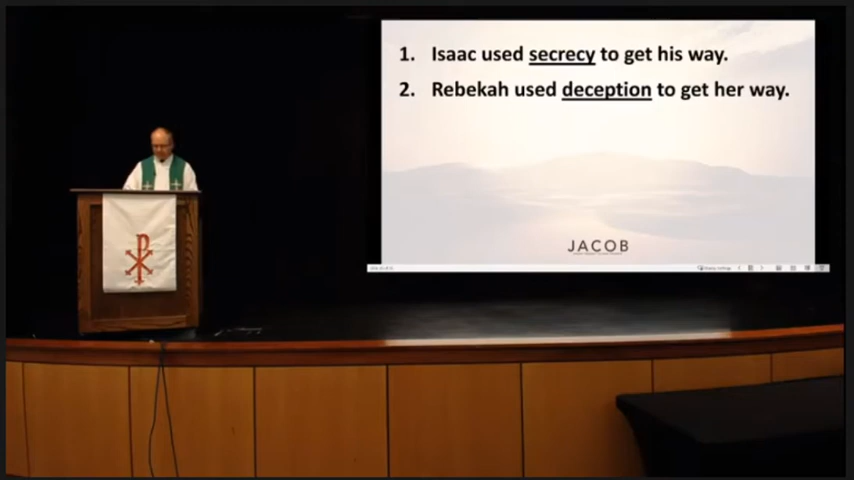 1. Isaac used secrecy to get his way.
2. Rebekah used deception to get her way.
JACOB